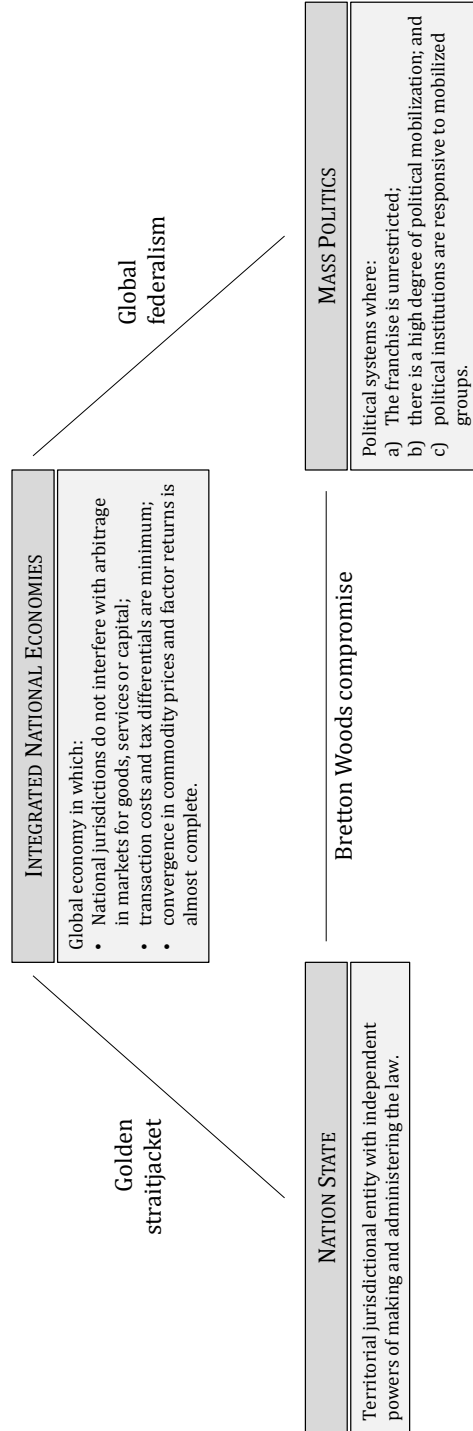 INTEGRATED NATIONAL ECONOMIES
Global economy in which:
• National jurisdictions do not interfere with arbitrage
in markets for goods, services or capital;
• transaction costs and tax differentials are minimum;
• convergence in commodity prices and factor returns is
almost complete.
Golden
straitjacket
Global
federalism
NATION STATE
Territorial jurisdictional entity with independent
powers of making and administering the law.
Bretton Woods compromise
MASS POLITICS
Political systems where:
a) The franchise is unrestricted;
b) there is a high degree of political mobilization; and
c) political institutions are responsive to mobilized
groups.